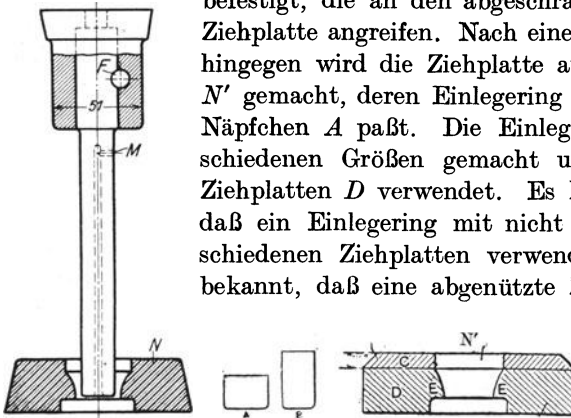 befestigt, die an den abgeschrä
Ziehplatte angreifen. Nach eine
hingegen wird die Ziehplatte a
N′ gemacht, deren Einlegering
Näpfchen A paßt. Die Einleg
schiedenen Größen gemacht u
Ziehplatten D verwendet. Es
daß ein Einlegering mit nicht
schiedenen Ziehplatten verwend
bekannt, daß eine abgenützte
F
51
M
N
N′
C
D E E
A B